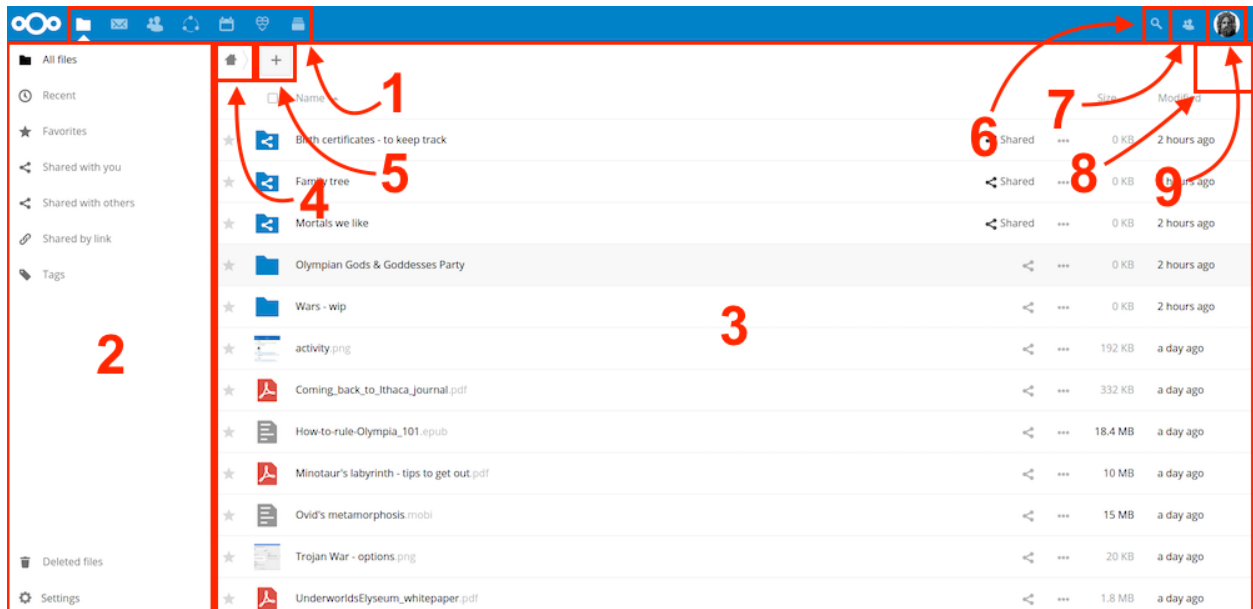 All files
Recent
Favorites
Shared with you
Shared with others
Shared by link
Tags
Deleted files
Settings
1
2
3
4
5
6
7
8
9
Name Size Modified
Birth certificates - to keep track Shared 0 KB 2 hours ago
Family tree Shared 0 KB hours ago
Mortals we like Shared 0 KB 2 hours ago
Olympian Gods & Goddesses Party 0 KB 2 hours ago
Wars - wip 0 KB 2 hours ago
activity.png 192 KB a day ago
Coming_back_to_Ithaca_journal.pdf 332 KB a day ago
How-to-rule-Olympia_101.epub 18.4 MB a day ago
Minotaur's labyrinth - tips to get out.pdf 10 MB a day ago
Ovid's metamorphosis.mobi 15 MB a day ago
Trojan War - options.png 20 KB a day ago
UnderworldsElyseum_whitepaper.pdf 1.8 MB a day ago